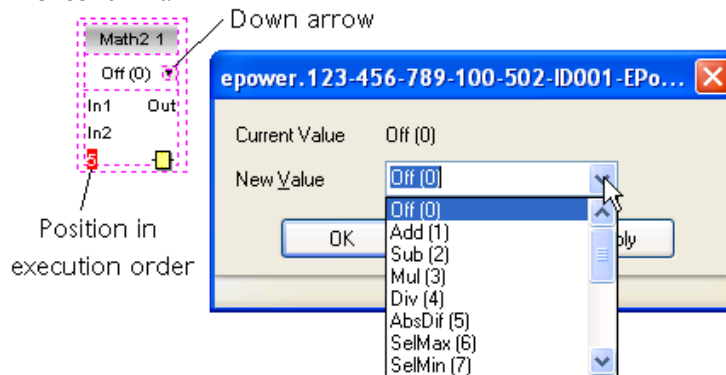 Down arrow
Math2 1
Off (0)
In1 Out
In2
5
Position in
execution order
epower.123-456-789-100-502-ID001-EPo...
Current Value Off (0)
New Value Off (0)
Off (0)
Add (1)
Sub (2)
Mul (3)
Div (4)
AbsDif (5)
SelMax (6)
SelMin (7)
OK